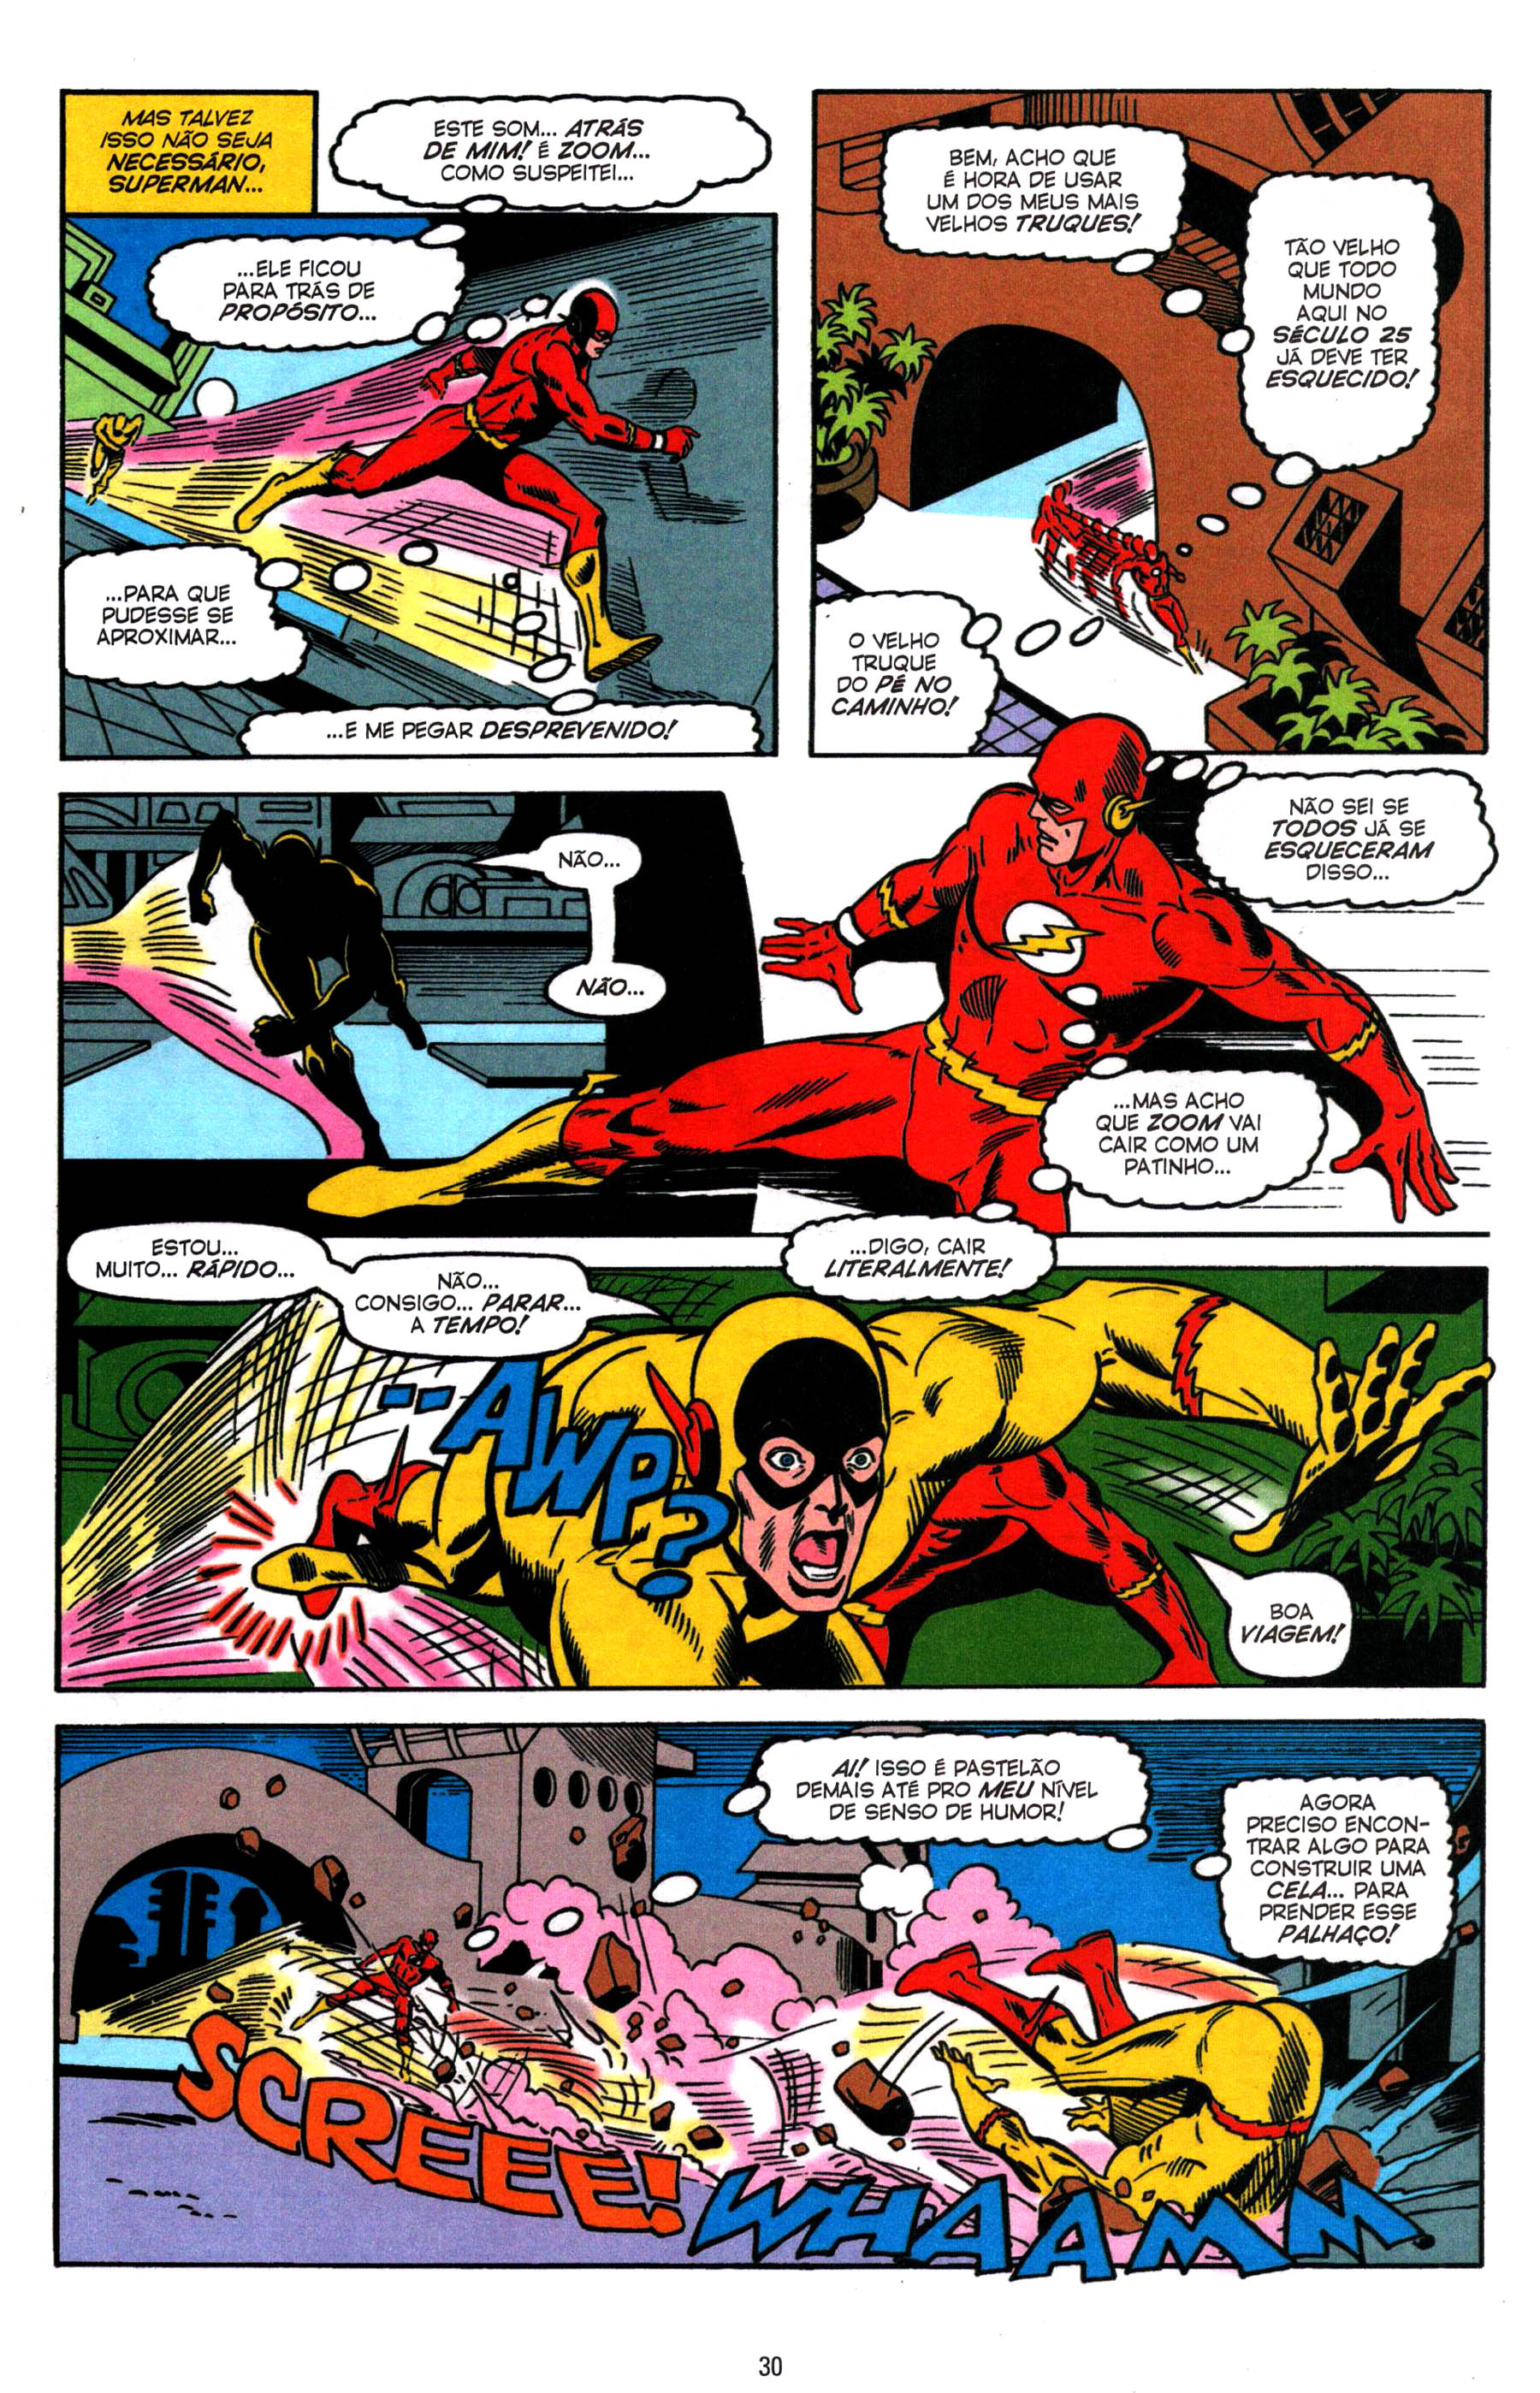 MAS TALVEZ
ISSO NÃO SEJA
NECESSÁRIO,
SUPERMAN...
ESTE SOM... ATRÁS
DE MIM! É ZOOM...
COMO SUSPEITEI...
...ELE FICOU
PARA TRÁS DE
PROPÓSITO...
...PARA QUE
PUDESSE SE
APROXIMAR...
...E ME PEGAR DESPREVENIDO!
BEM, ACHO QUE
É HORA DE USAR
UM DOS MEUS MAIS
VELHOS TRUQUES!
TÃO VELHO
QUE TODO
MUNDO
AQUI NO
SÉCULO 25
JÁ DEVE TER
ESQUECIDO!
O VELHO
TRUQUE
DO PÉ NO
CAMINHO!
NÃO...
NÃO...
NÃO SEI SE
TODOS JÁ SE
ESQUECERAM
DISSO...
...MAS ACHO
QUE ZOOM VAI
CAIR COMO UM
PATINHO...
ESTOU...
MUITO... RÁPIDO...
NÃO...
CONSIGO... PARAR...
A TEMPO!
...DIGO, CAIR
LITERALMENTE!
--AWP?
BOA
VIAGEM!
AI! ISSO É PASTELÃO
DEMAIS ATÉ PRO MEU NÍVEL
DE SENSO DE HUMOR!
AGORA
PRECISO ENCON-
TRAR ALGO PARA
CONSTRUIR UMA
CELA... PARA
PRENDER ESSE
PALHAÇO!
SCREEE!
WHAAMM
30